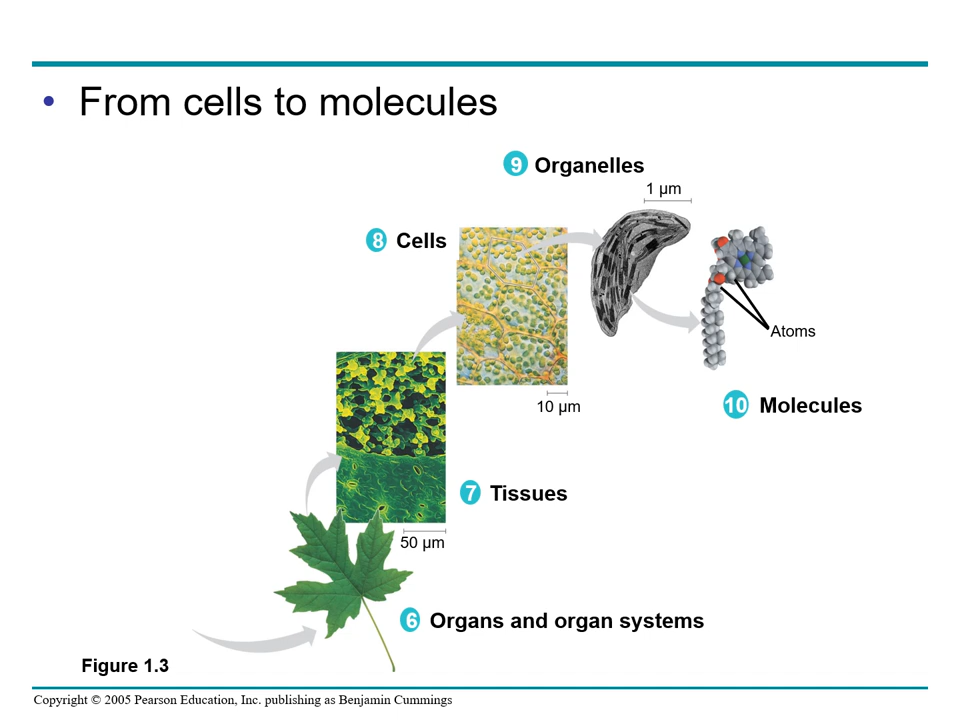 • From cells to molecules
9 Organelles
1 µm
8 Cells
Atoms
10 µm
10 Molecules
7 Tissues
50 µm
6 Organs and organ systems
Figure 1.3
Copyright © 2005 Pearson Education, Inc. publishing as Benjamin Cummings